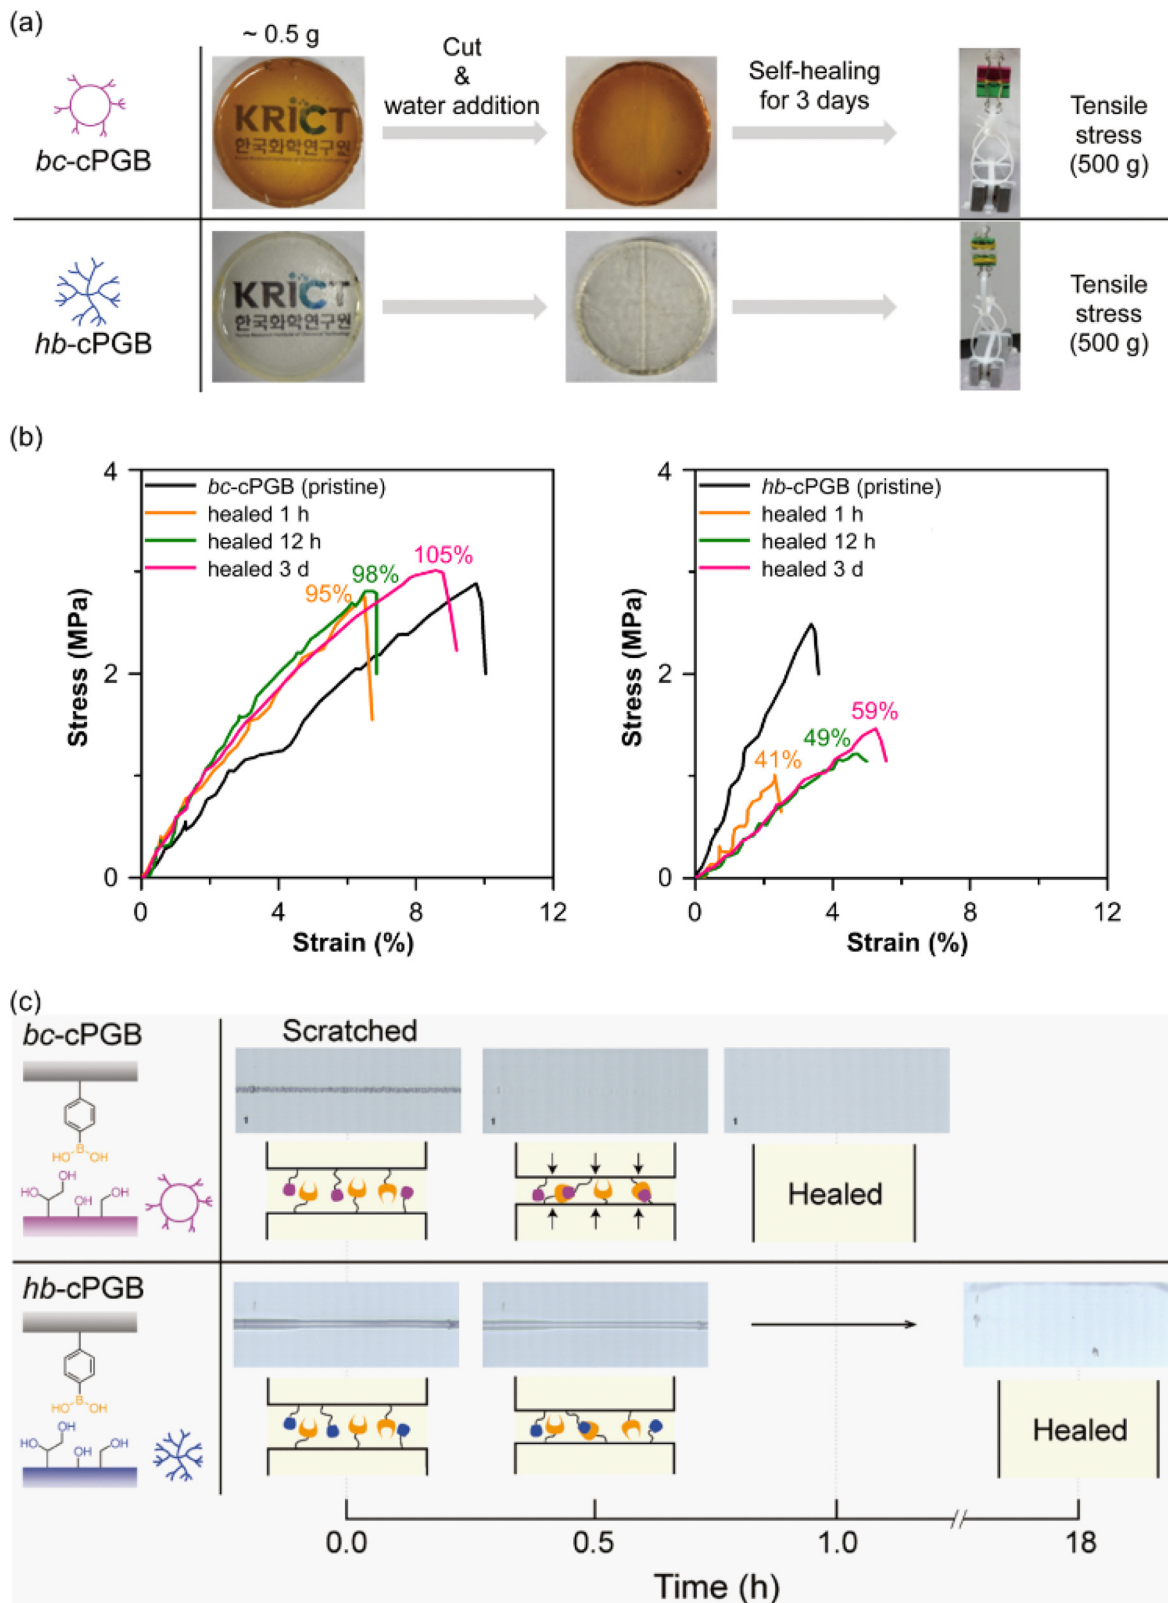 (a)
~ 0.5 g
Cut
&
water addition
Self-healing
for 3 days
KRICT
한국화학연구원
Tensile
stress
(500 g)
bc-cPGB
KRICT
한국화학연구원
Tensile
stress
(500 g)
hb-cPGB
(b)
4
2
0
Stress (MPa)
bc-cPGB (pristine)
healed 1 h
healed 12 h
healed 3 d
95%
98%
105%
0 4 8 12
Strain (%)
4
2
0
Stress (MPa)
hb-cPGB (pristine)
healed 1 h
healed 12 h
healed 3 d
41%
49%
59%
0 4 8 12
Strain (%)
(c)
bc-cPGB
Scratched
1
1
1
B
HO OH
OH
HO OH OH
Healed
hb-cPGB
B
HO OH
OH
HO OH OH
Healed
0.0 0.5 1.0 18
Time (h)